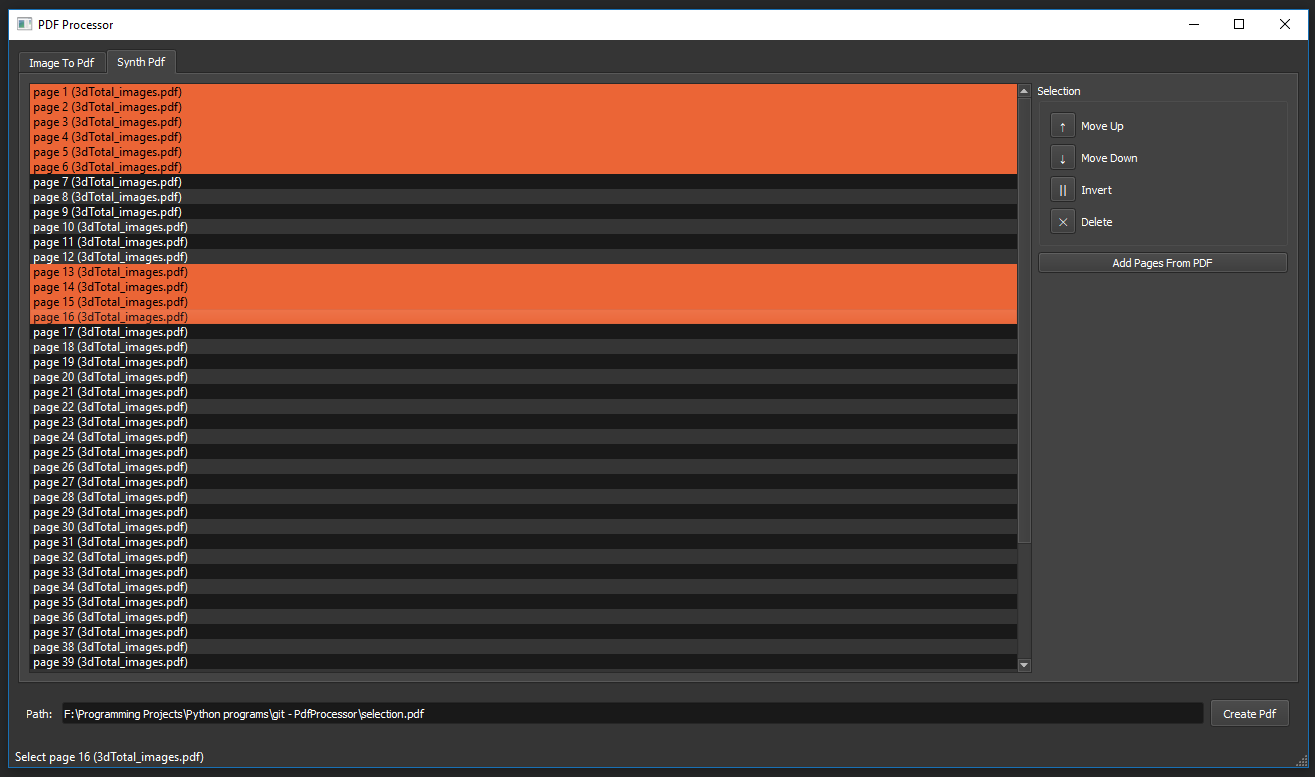 PDF Processor
Image To Pdf
Synth Pdf
page 1 (3dTotal_images.pdf)
page 2 (3dTotal_images.pdf)
page 3 (3dTotal_images.pdf)
page 4 (3dTotal_images.pdf)
page 5 (3dTotal_images.pdf)
page 6 (3dTotal_images.pdf)
page 7 (3dTotal_images.pdf)
page 8 (3dTotal_images.pdf)
page 9 (3dTotal_images.pdf)
page 10 (3dTotal_images.pdf)
page 11 (3dTotal_images.pdf)
page 12 (3dTotal_images.pdf)
page 13 (3dTotal_images.pdf)
page 14 (3dTotal_images.pdf)
page 15 (3dTotal_images.pdf)
page 16 (3dTotal_images.pdf)
page 17 (3dTotal_images.pdf)
page 18 (3dTotal_images.pdf)
page 19 (3dTotal_images.pdf)
page 20 (3dTotal_images.pdf)
page 21 (3dTotal_images.pdf)
page 22 (3dTotal_images.pdf)
page 23 (3dTotal_images.pdf)
page 24 (3dTotal_images.pdf)
page 25 (3dTotal_images.pdf)
page 26 (3dTotal_images.pdf)
page 27 (3dTotal_images.pdf)
page 28 (3dTotal_images.pdf)
page 29 (3dTotal_images.pdf)
page 30 (3dTotal_images.pdf)
page 31 (3dTotal_images.pdf)
page 32 (3dTotal_images.pdf)
page 33 (3dTotal_images.pdf)
page 34 (3dTotal_images.pdf)
page 35 (3dTotal_images.pdf)
page 36 (3dTotal_images.pdf)
page 37 (3dTotal_images.pdf)
page 38 (3dTotal_images.pdf)
page 39 (3dTotal_images.pdf)
Selection
Move Up
Move Down
Invert
Delete
Add Pages From PDF
Path: F:\Programming Projects\Python programs\git - PdfProcessor\selection.pdf
Create Pdf
Select page 16 (3dTotal_images.pdf)